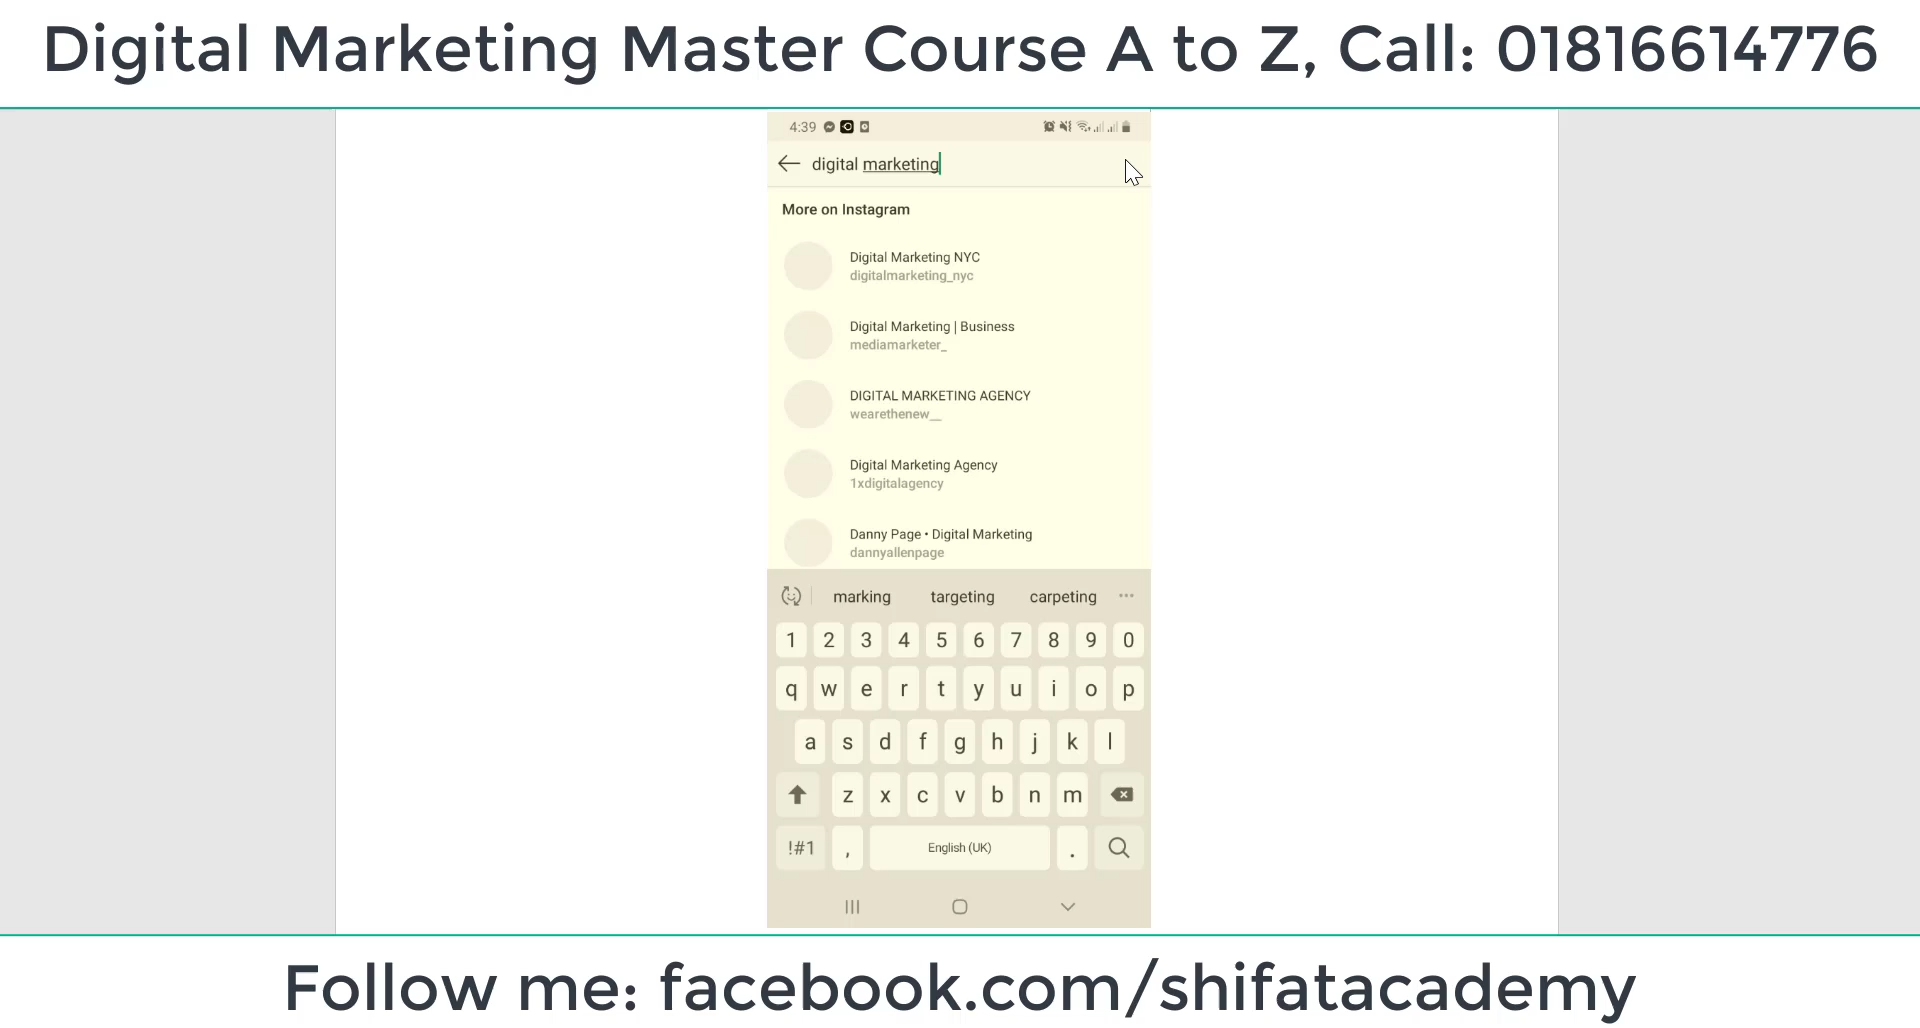 Digital Marketing Master Course A to Z, Call: 01816614776
4:39
digital marketing
More on Instagram
Digital Marketing NYC
digitalmarketing_nyc
Digital Marketing | Business
mediamarketer_
DIGITAL MARKETING AGENCY
wearethenew__
Digital Marketing Agency
1xdigitalagency
Danny Page • Digital Marketing
dannyallenpage
marking targeting carpeting ...
1 2 3 4 5 6 7 8 9 0
q w e r t y u i o p
a s d f g h j k l
z x c v b n m
!#1 , English (UK) .
Follow me: facebook.com/shifatacademy